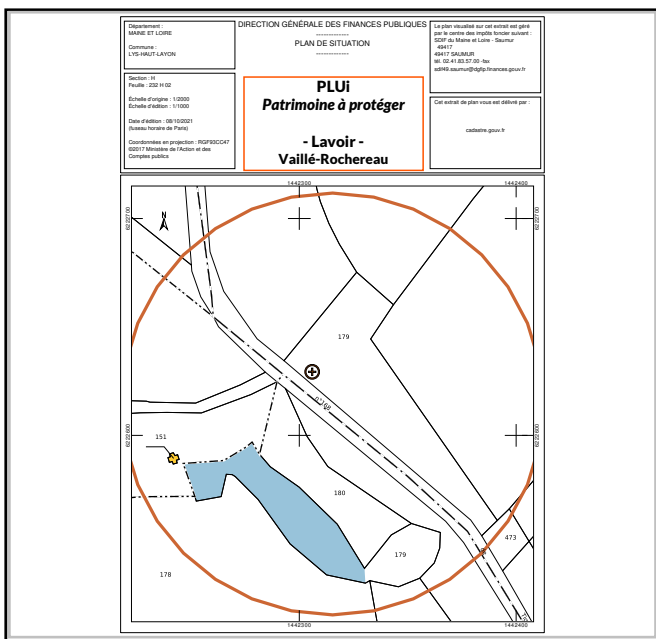 Département :
MAINE ET LOIRE
Commune :
LYS-HAUT-LAYON
Section : H
Feuille : 232 H 02
Échelle d'origine : 1/2000
Échelle d'édition : 1/1000
Date d'édition : 08/10/2021
(fuseau horaire de Paris)
Coordonnées en projection : RGF93CC47
©2017 Ministère de l'Action et des
Comptes publics
DIRECTION GÉNÉRALE DES FINANCES PUBLIQUES
-------------
PLAN DE SITUATION
-------------
PLUi
Patrimoine à protéger
- Lavoir -
Vaillé-Rochereau
Le plan visualisé sur cet extrait est géré
par le centre des impôts foncier suivant :
SDIF du Maine et Loire - Saumur
49417
49417 SAUMUR
tél. 02.41.83.57.00 -fax
sdif49.saumur@dgfip.finances.gouv.fr
Cet extrait de plan vous est délivré par :
cadastre.gouv.fr
1442300
1442400
6222700
6222700
N
179
6222600
6222600
151
180
473
179
178
1442300
1442400